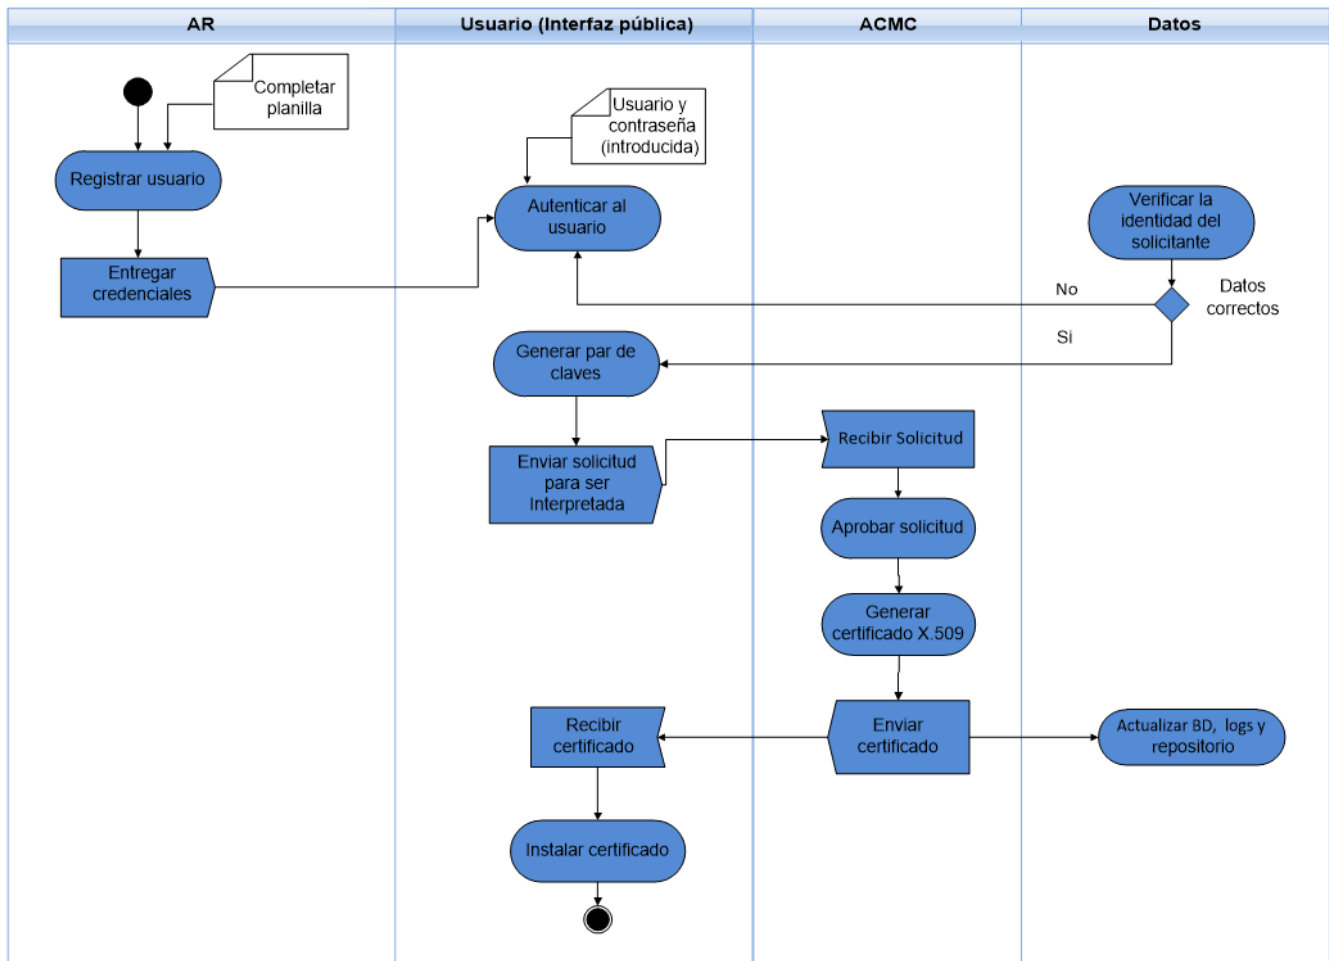 AR
Usuario (Interfaz pública)
ACMC
Datos
Completar
planilla
Usuario y
contraseña
(introducida)
Registrar usuario
Autenticar al
usuario
Verificar la
identidad del
solicitante
Entregar
credenciales
No
Datos
correctos
Si
Generar par de
claves
Recibir Solicitud
Enviar solicitud
para ser
Interpretada
Aprobar solicitud
Generar
certificado X.509
Recibir
certificado
Enviar
certificado
Actualizar BD, logs y
repositorio
Instalar certificado